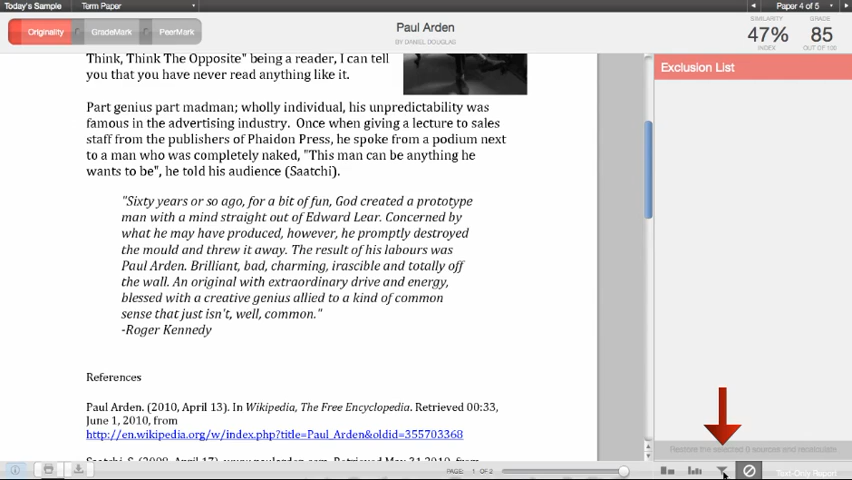 Today's Sample Term Paper Paper 4 of 5
Originality GradeMark PeerMark
Paul Arden
BY DANIEL DOUGLAS
SIMILARITY
47%
INDEX
GRADE
85
OUT OF 100
Think, Think The Opposite" being a reader, I can tell
you that you have never read anything like it.
Part genius part madman; wholly individual, his unpredictability was
famous in the advertising industry. Once when giving a lecture to sales
staff from the publishers of Phaidon Press, he spoke from a podium next
to a man who was completely naked, "This man can be anything he
wants to be", he told his audience (Saatchi).
"Sixty years or so ago, for a bit of fun, God created a prototype
man with a mind straight out of Edward Lear. Concerned by
what he may have produced, however, he promptly destroyed
the mould and threw it away. The result of his labours was
Paul Arden. Brilliant, bad, charming, irascible and totally off
the wall. An original with extraordinary drive and energy,
blessed with a creative genius allied to a kind of common
sense that just isn't, well, common."
-Roger Kennedy
References
Paul Arden. (2010, April 13). In Wikipedia, The Free Encyclopedia. Retrieved 00:33,
June 1, 2010, from
http://en.wikipedia.org/w/index.php?title=Paul_Arden&oldid=355703368
Exclusion List
Restore the selected 0 sources and recalculate.
PAGE: 1 OF 2
Text-Only Report